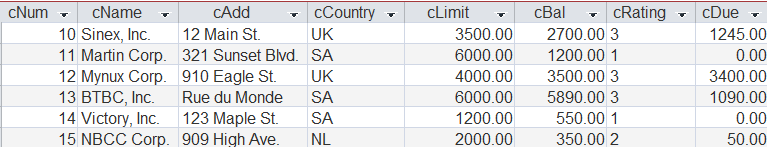 cNum cName cAdd cCountry cLimit cBal cRating cDue
10 Sinex, Inc. 12 Main St. UK 3500.00 2700.00 3 1245.00
11 Martin Corp. 321 Sunset Blvd. SA 6000.00 1200.00 1 0.00
12 Mynux Corp. 910 Eagle St. UK 4000.00 3500.00 3 3400.00
13 BTBC, Inc. Rue du Monde SA 6000.00 5890.00 3 1090.00
14 Victory, Inc. 123 Maple St. SA 1200.00 550.00 1 0.00
15 NBCC Corp. 909 High Ave. NL 2000.00 350.00 2 50.00